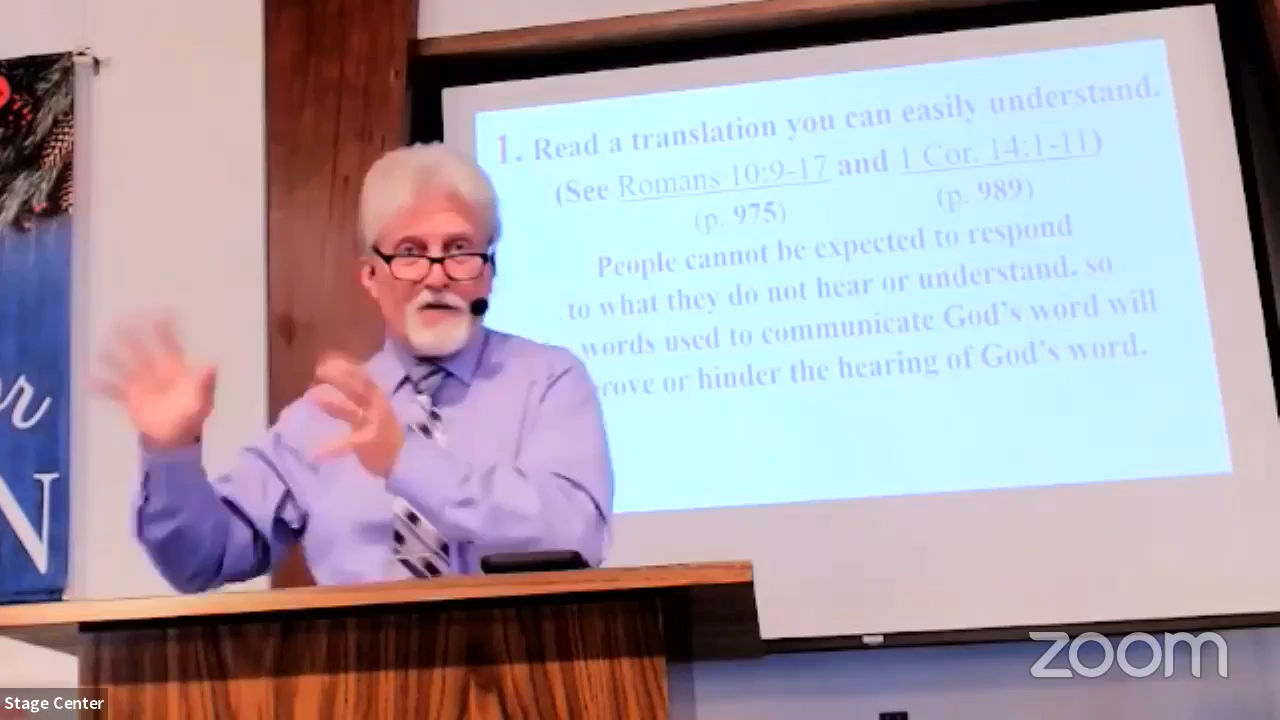 1. Read a translation you can easily understand.
(See Romans 10:9-17 and 1 Cor. 14:1-11)
(p. 975) (p. 989)
People cannot be expected to respond
to what they do not hear or understand, so
words used to communicate God's word will
or hinder the hearing of God's word.
or
N
zoom
Stage Center